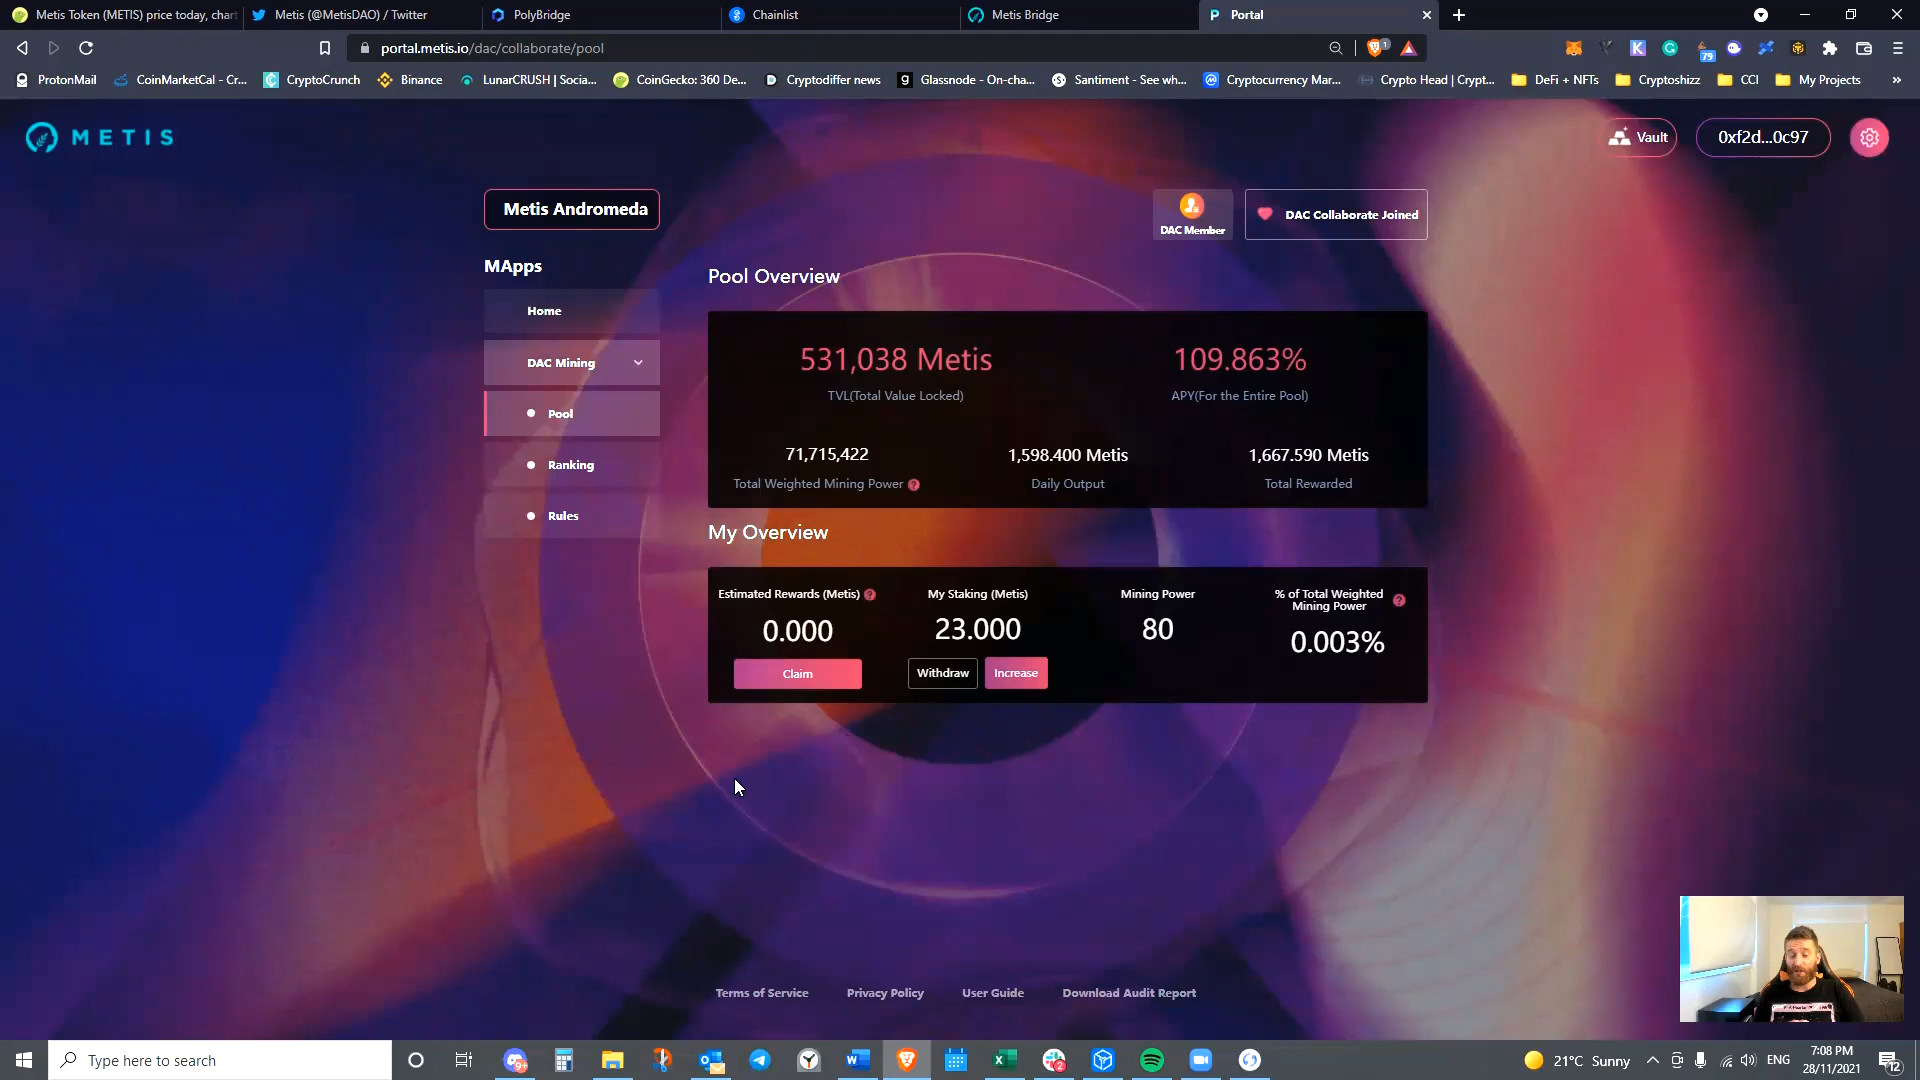 Metis Token (METIS) price today, chart
Metis (@MetisDAO) / Twitter
PolyBridge
Chainlist
Metis Bridge
Portal
portal.metis.io/dac/collaborate/pool
1
79
ProtonMail
CoinMarketCal - Cr...
CryptoCrunch
Binance
LunarCRUSH | Socia...
CoinGecko: 360 De...
Cryptodiffer news
Glassnode - On-cha...
Santiment - See wh...
Cryptocurrency Mar...
Crypto Head | Crypt...
DeFi + NFTs
Cryptoshizz
CCI
My Projects
»
METIS
Vault
0xf2d...0c97
Metis Andromeda
DAC Member
DAC Collaborate Joined
MApps
Home
DAC Mining
Pool
Ranking
Rules
Pool Overview
531,038 Metis
TVL(Total Value Locked)
109.863%
APY(For the Entire Pool)
71,715,422
Total Weighted Mining Power ?
1,598.400 Metis
Daily Output
1,667.590 Metis
Total Rewarded
My Overview
Estimated Rewards (Metis) ?
0.000
Claim
My Staking (Metis)
23.000
Withdraw
Increase
Mining Power
80
% of Total Weighted
Mining Power ?
0.003%
Terms of Service
Privacy Policy
User Guide
Download Audit Report
Type here to search
21°C Sunny
ENG
7:08 PM
28/11/2021
12